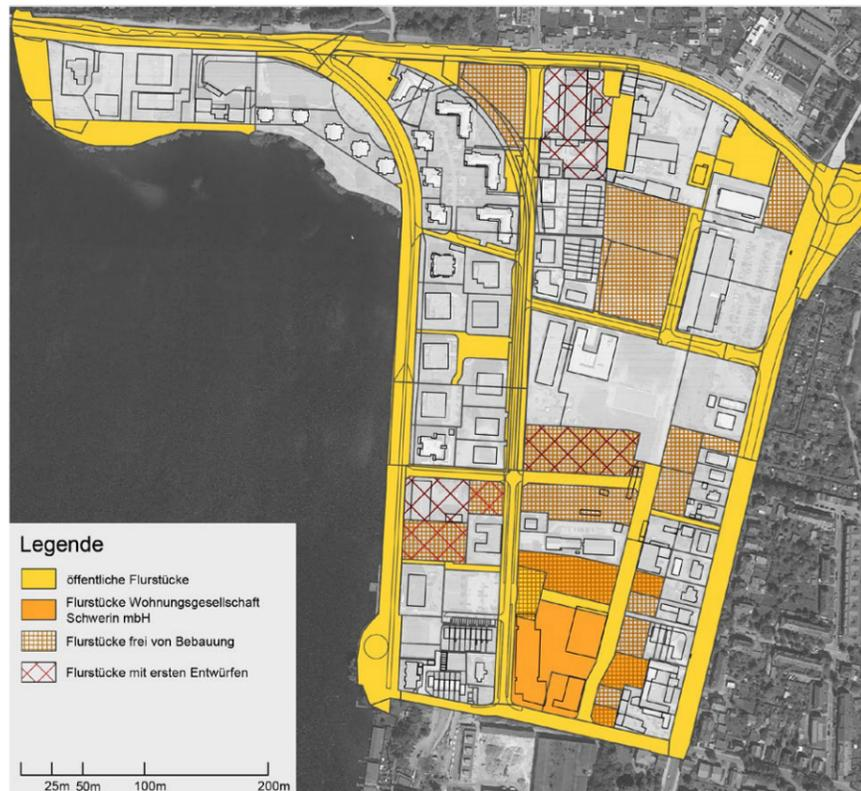 Legende
öffentliche Flurstücke
Flurstücke Wohnungsgesellschaft
Schwerin mbH
Flurstücke frei von Bebauung
Flurstücke mit ersten Entwürfen
25m 50m 100m 200m